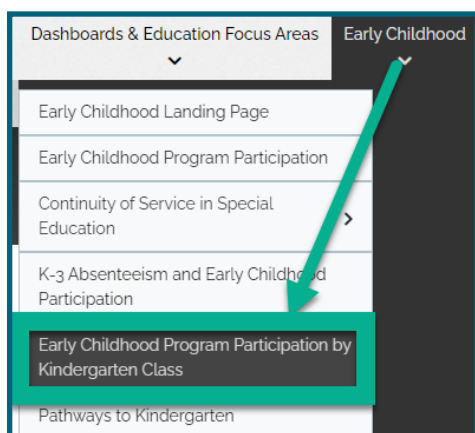 Dashboards & Education Focus Areas
Early Childhood
Early Childhood Landing Page
Early Childhood Program Participation
Continuity of Service in Special
Education
K-3 Absenteeism and Early Childhood
Participation
Early Childhood Program Participation by
Kindergarten Class
Pathways to Kindergarten